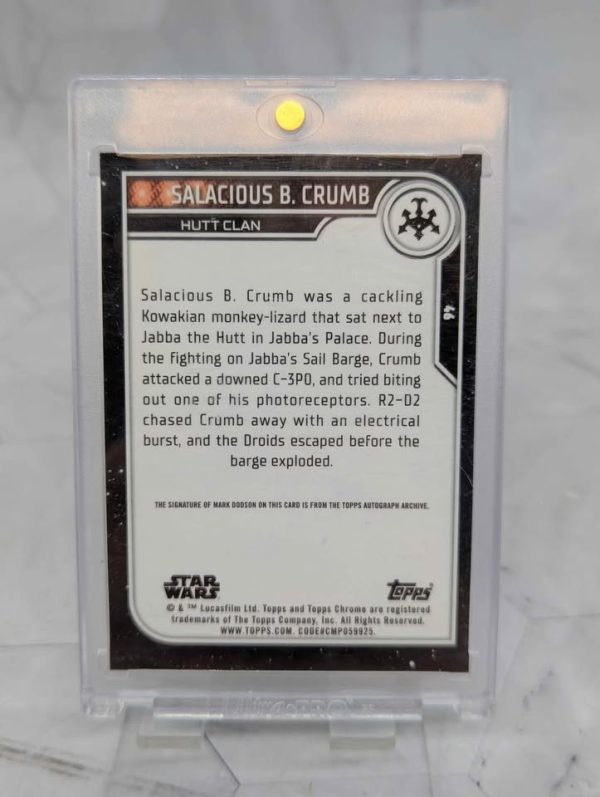 SALACIOUS B. CRUMB
HUTT CLAN
94
Salacious B. Crumb was a cackling
Kowakian monkey-lizard that sat next to
Jabba the Hutt in Jabba's Palace. During
the fighting on Jabba's Sail Barge, Crumb
attacked a downed C-3PO, and tried biting
out one of his photoreceptors. R2-D2
chased Crumb away with an electrical
burst, and the Droids escaped before the
barge exploded.
THE SIGNATURE OF MARK DODSON ON THIS CARD IS FROM THE TOPPS AUTOGRAPH ARCHIVE.
STAR
WARS
Topps
© & ™ Lucasfilm Ltd. Topps and Topps Chrome are registered
trademarks of The Topps Company, Inc. All Rights Reserved.
WWW.TOPPS.COM. CODE#CMP059925.